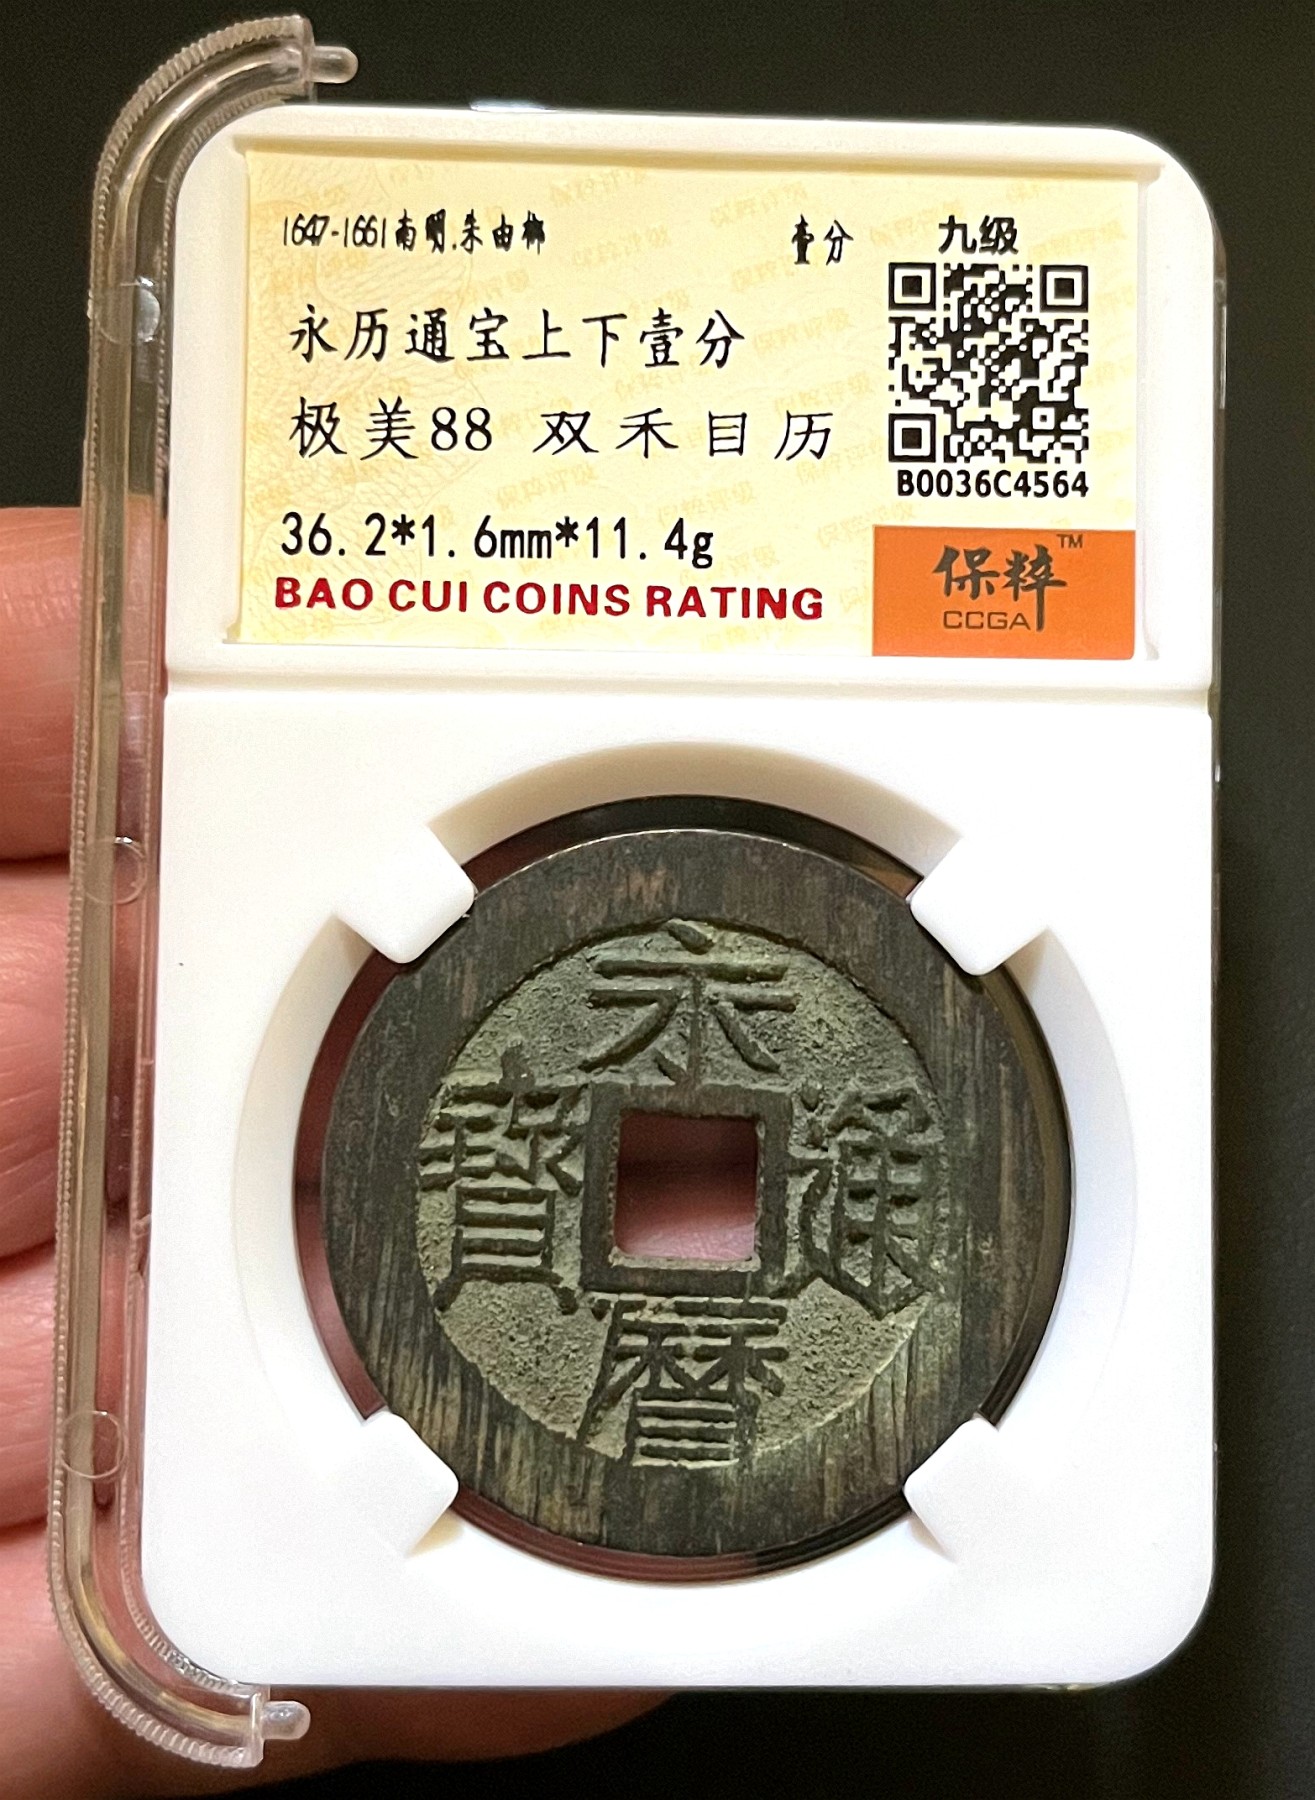 1647-1661南明.朱由榔 壹分 九级
永历通宝上下壹分
极美88 双禾目历
B0036C4564
36.2*1.6mm*11.4g
BAO CUI COINS RATING
保粹™
CCGA
永
寶 通
曆